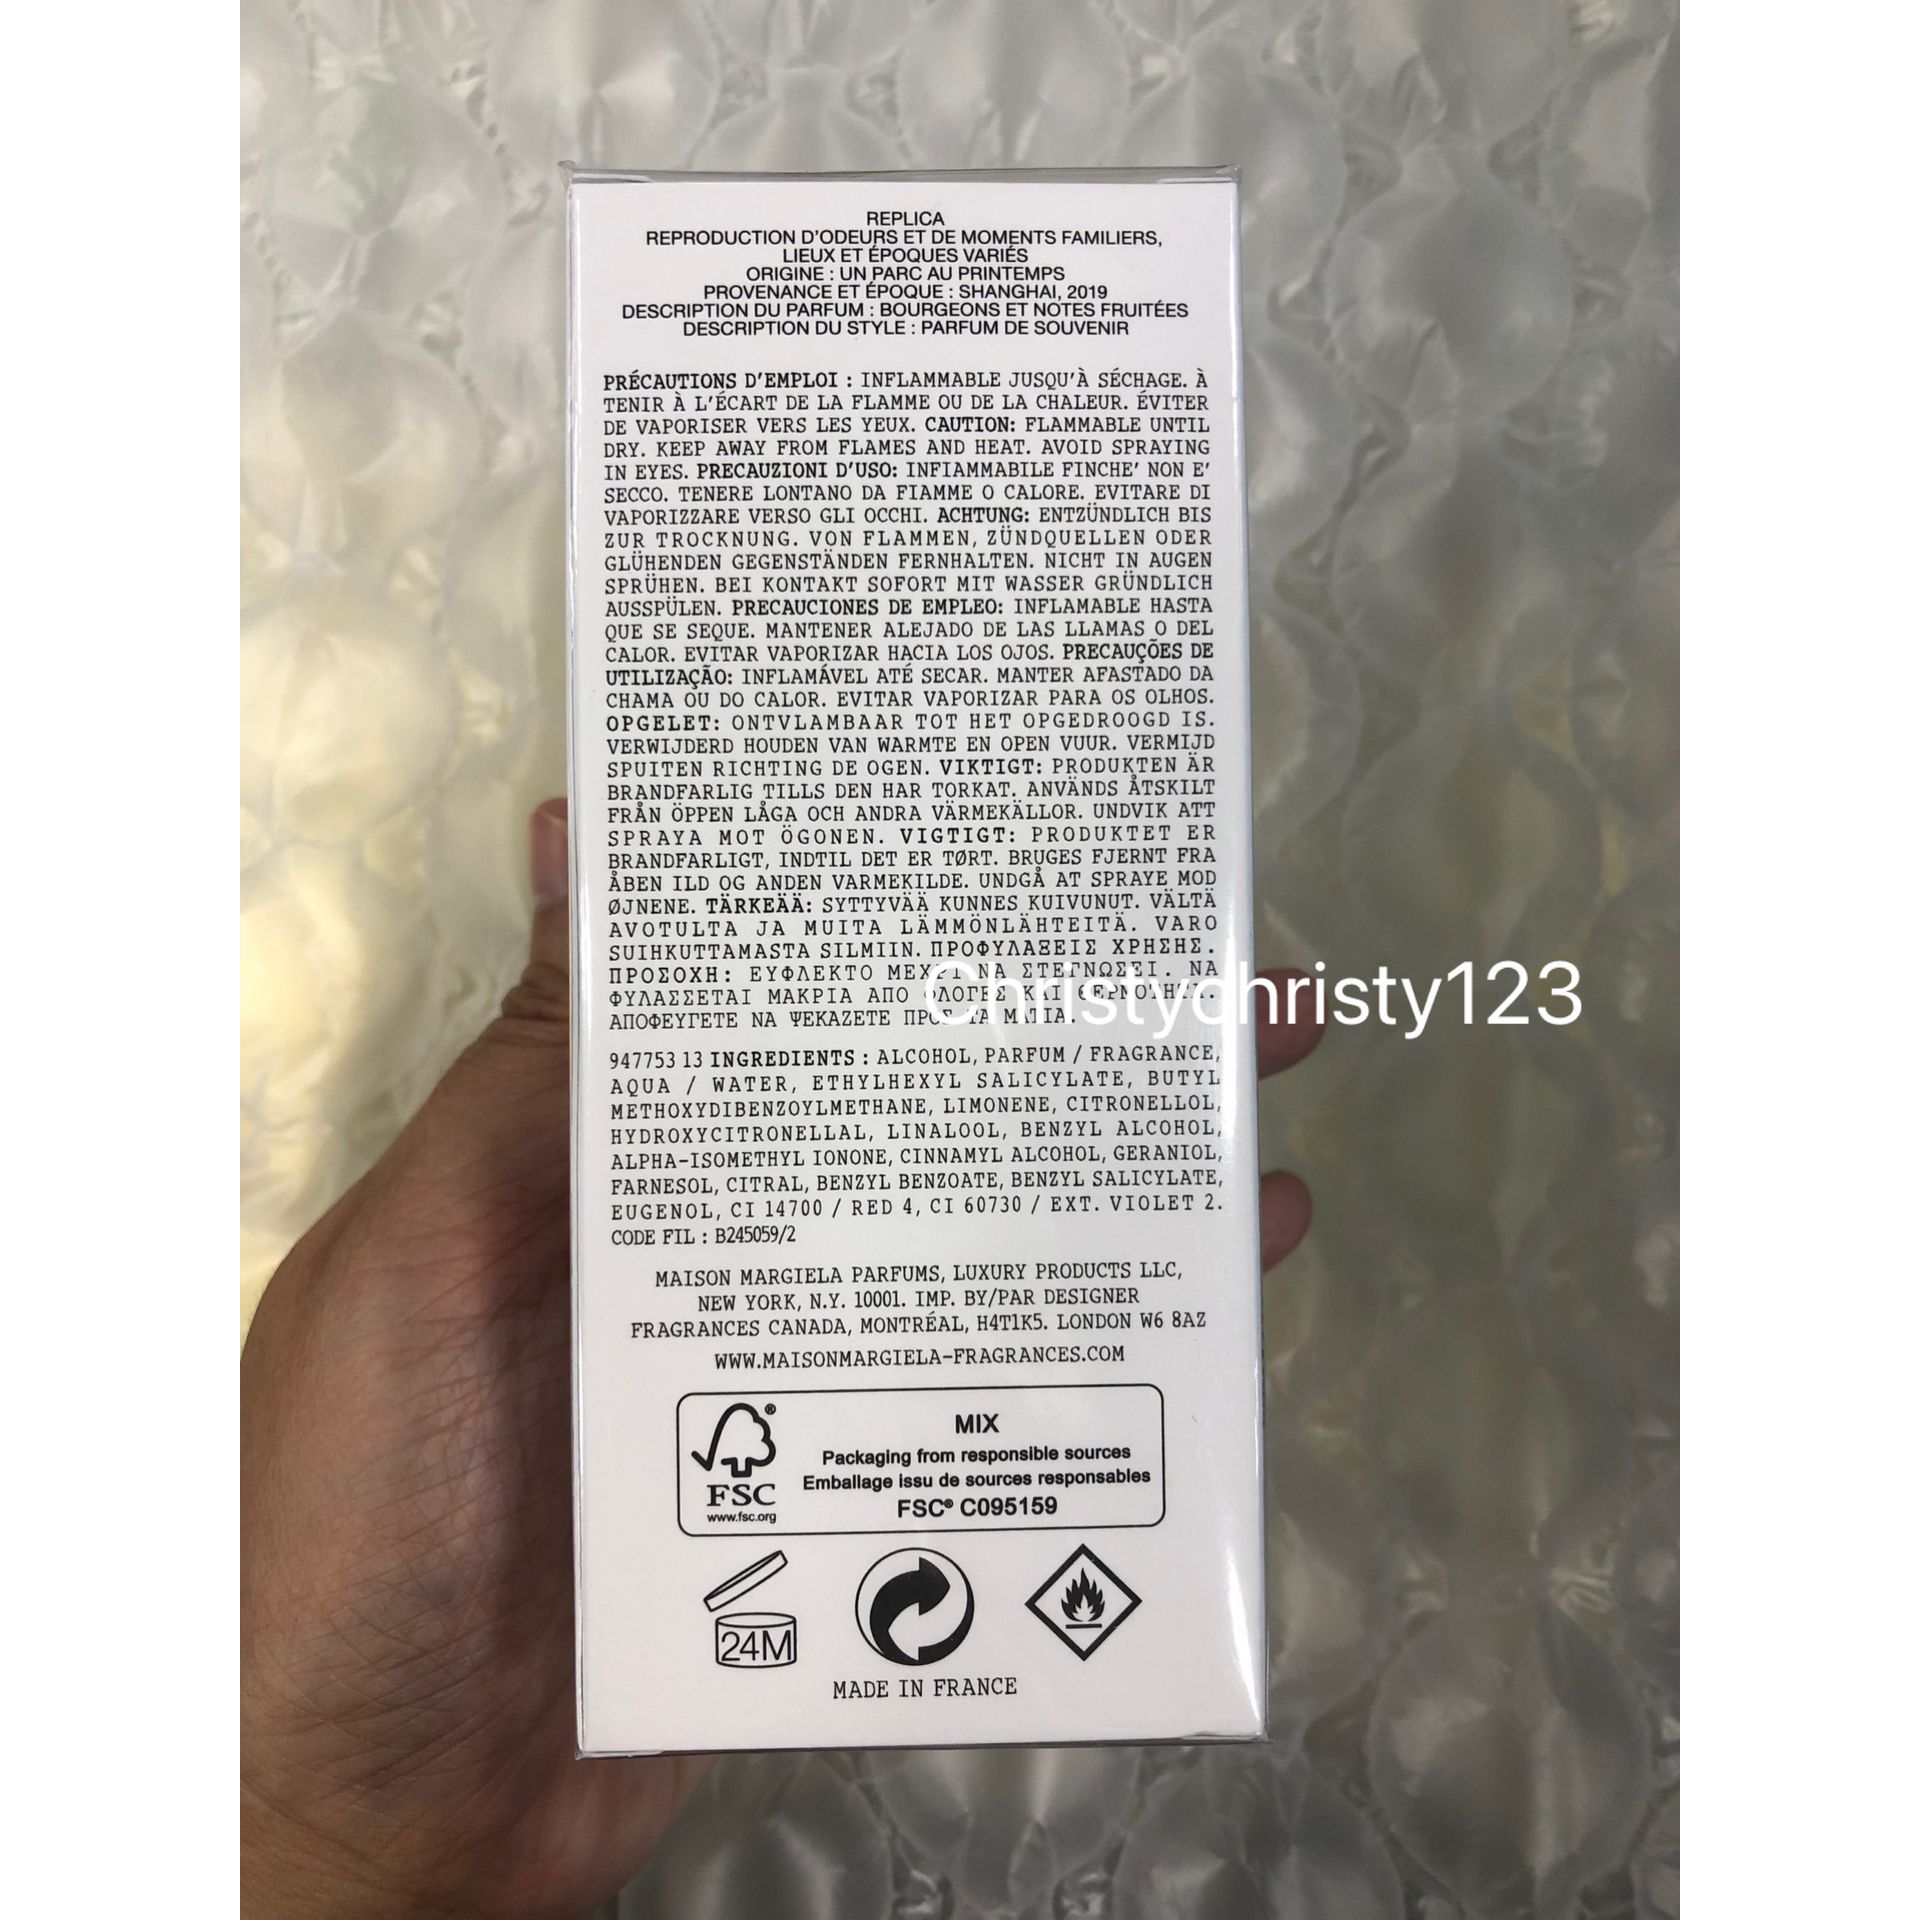 REPLICA
REPRODUCTION D'ODEURS ET DE MOMENTS FAMILIERS,
LIEUX ET ÉPOQUES VARIÉS
ORIGINE : UN PARC AU PRINTEMPS
PROVENANCE ET ÉPOQUE : SHANGHAI, 2019
DESCRIPTION DU PARFUM : BOURGEONS ET NOTES FRUITÉES
DESCRIPTION DU STYLE : PARFUM DE SOUVENIR
PRÉCAUTIONS D'EMPLOI : INFLAMMABLE JUSQU'À SÉCHAGE. À
TENIR À L'ÉCART DE LA FLAMME OU DE LA CHALEUR. ÉVITER
DE VAPORISER VERS LES YEUX. CAUTION: FLAMMABLE UNTIL
DRY. KEEP AWAY FROM FLAMES AND HEAT. AVOID SPRAYING
IN EYES. PRECAUZIONI D'USO: INFIAMMABILE FINCHE' NON E'
SECCO. TENERE LONTANO DA FIAMME O CALORE. EVITARE DI
VAPORIZZARE VERSO GLI OCCHI. ACHTUNG: ENTZÜNDLICH BIS
ZUR TROCKNUNG. VON FLAMMEN, ZÜNDQUELLEN ODER
GLÜHENDEN GEGENSTÄNDEN FERNHALTEN. NICHT IN AUGEN
SPRÜHEN. BEI KONTAKT SOFORT MIT WASSER GRÜNDLICH
AUSSPÜLEN. PRECAUCIONES DE EMPLEO: INFLAMABLE HASTA
QUE SE SEQUE. MANTENER ALEJADO DE LAS LLAMAS O DEL
CALOR. EVITAR VAPORIZAR HACIA LOS OJOS. PRECAUÇÕES DE
UTILIZAÇÃO: INFLAMÁVEL ATÉ SECAR. MANTER AFASTADO DA
CHAMA OU DO CALOR. EVITAR VAPORIZAR PARA OS OLHOS.
OPGELET: ONTVLAMBAAR TOT HET OPGEDROOGD IS.
VERWIJDERD HOUDEN VAN WARMTE EN OPEN VUUR. VERMIJD
SPUITEN RICHTING DE OGEN. VIKTIGT: PRODUKTEN ÄR
BRANDFARLIG TILLS DEN HAR TORKAT. ANVÄNDS ÅTSKILT
FRÅN ÖPPEN LÅGA OCH ANDRA VÄRMEKÄLLOR. UNDVIK ATT
SPRAYA MOT ÖGONEN. VIGTIGT: PRODUKTET ER
BRANDFARLIGT, INDTIL DET ER TØRT. BRUGES FJERNT FRA
ÅBEN ILD OG ANDEN VARMEKILDE. UNDGÅ AT SPRAYE MOD
ØJNENE. TÄRKEÄÄ: SYTTYVÄÄ KUNNES KUIVUNUT. VÄLTÄ
AVOTULTA JA MUITA LÄMMÖNLÄHTEITÄ. VARO
SUIHKUTTAMASTA SILMIIN. ΠΡΟΦΥΛΑΞΕΙΣ ΧΡΗΣΗΣ.
ΠΡΟΣΟΧΗ: ΕΥΦΛΕΚΤΟ ΜΕΧΡΙ ΝΑ ΣΤΕΓΝΩΣΕΙ. ΝΑ
ΦΥΛΑΣΣΕΤΑΙ ΜΑΚΡΙΑ ΑΠΟ ΦΛΟΓΕΣ ΚΑΙ ΘΕΡΜΟΤΗΤΑ.
ΑΠΟΦΕΥΓΕΤΕ ΝΑ ΨΕΚΑΖΕΤΕ ΠΡΟΣ ΤΑ ΜΑΤΙΑ.
Christychristy123
947753 13 INGREDIENTS : ALCOHOL, PARFUM / FRAGRANCE,
AQUA / WATER, ETHYLHEXYL SALICYLATE, BUTYL
METHOXYDIBENZOYLMETHANE, LIMONENE, CITRONELLOL,
HYDROXYCITRONELLAL, LINALOOL, BENZYL ALCOHOL,
ALPHA-ISOMETHYL IONONE, CINNAMYL ALCOHOL, GERANIOL,
FARNESOL, CITRAL, BENZYL BENZOATE, BENZYL SALICYLATE,
EUGENOL, CI 14700 / RED 4, CI 60730 / EXT. VIOLET 2.
CODE FIL : B245059/2
MAISON MARGIELA PARFUMS, LUXURY PRODUCTS LLC,
NEW YORK, N.Y. 10001. IMP. BY/PAR DESIGNER
FRAGRANCES CANADA, MONTRÉAL, H4T1K5. LONDON W6 8AZ
WWW.MAISONMARGIELA-FRAGRANCES.COM
MIX
Packaging from responsible sources
Emballage issu de sources responsables
FSC® C095159
®
FSC
www.fsc.org
24M
MADE IN FRANCE